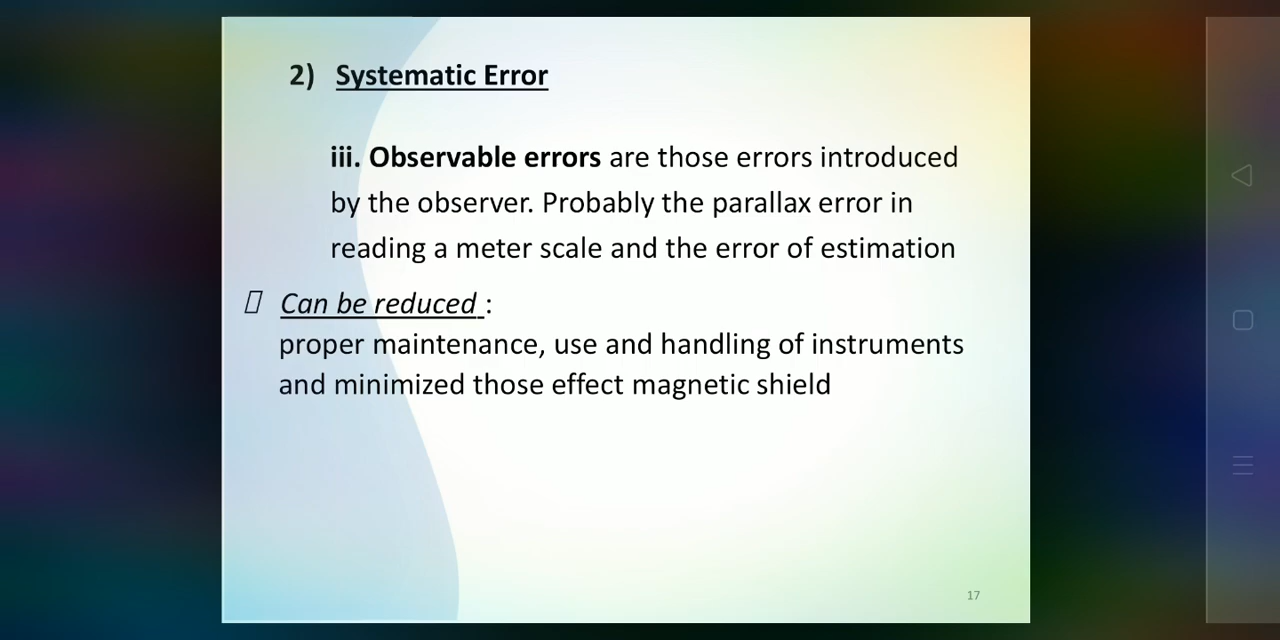 2) Systematic Error
iii. Observable errors are those errors introduced
by the observer. Probably the parallax error in
reading a meter scale and the error of estimation
Can be reduced :
proper maintenance, use and handling of instruments
and minimized those effect magnetic shield
17